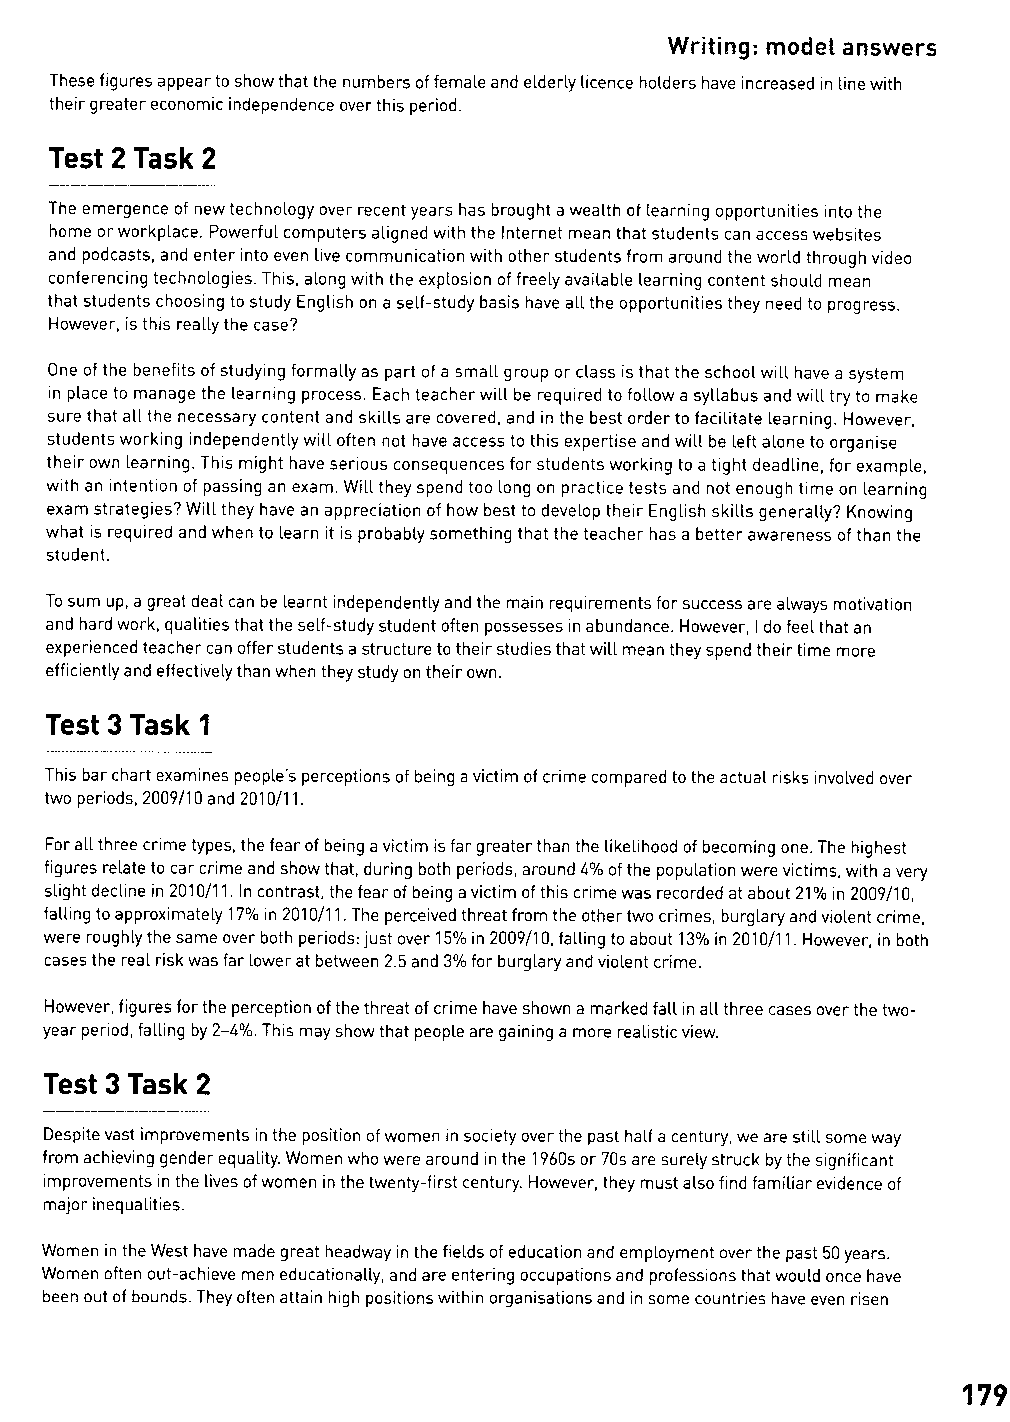 Writing: model answers
These figures appear to show that the numbers of female and elderly licence holders have increased in line with
their greater economic independence over this period.
Test 2 Task 2
The emergence of new technology over recent years has brought a wealth of learning opportunities into the
home or workplace. Powerful computers aligned with the Internet mean that students can access websites
and podcasts, and enter into even live communication with other students from around the world through video
conferencing technologies. This, along with the explosion of freely available learning content should mean
that students choosing to study English on a self-study basis have all the opportunities they need to progress.
However, is this really the case?
One of the benefits of studying formally as part of a small group or class is that the school will have a system
in place to manage the learning process. Each teacher will be required to follow a syllabus and will try to make
sure that all the necessary content and skills are covered, and in the best order to facilitate learning. However,
students working independently will often not have access to this expertise and will be left alone to organise
their own learning. This might have serious consequences for students working to a tight deadline, for example,
with an intention of passing an exam. Will they spend too long on practice tests and not enough time on learning
exam strategies? Will they have an appreciation of how best to develop their English skills generally? Knowing
what is required and when to learn it is probably something that the teacher has a better awareness of than the
student.
To sum up, a great deal can be learnt independently and the main requirements for success are always motivation
and hard work, qualities that the self-study student often possesses in abundance. However, I do feel that an
experienced teacher can offer students a structure to their studies that will mean they spend their time more
efficiently and effectively than when they study on their own.
Test 3 Task 1
This bar chart examines people's perceptions of being a victim of crime compared to the actual risks involved over
two periods, 2009/10 and 2010/11.
For all three crime types, the fear of being a victim is far greater than the likelihood of becoming one. The highest
figures relate to car crime and show that, during both periods, around 4% of the population were victims, with a very
slight decline in 2010/11. In contrast, the fear of being a victim of this crime was recorded at about 21% in 2009/10,
falling to approximately 17% in 2010/11. The perceived threat from the other two crimes, burglary and violent crime,
were roughly the same over both periods: just over 15% in 2009/10, falling to about 13% in 2010/11. However, in both
cases the real risk was far lower at between 2.5 and 3% for burglary and violent crime.
However, figures for the perception of the threat of crime have shown a marked fall in all three cases over the two-
year period, falling by 2–4%. This may show that people are gaining a more realistic view.
Test 3 Task 2
Despite vast improvements in the position of women in society over the past half a century, we are still some way
from achieving gender equality. Women who were around in the 1960s or 70s are surely struck by the significant
improvements in the lives of women in the twenty-first century. However, they must also find familiar evidence of
major inequalities.
Women in the West have made great headway in the fields of education and employment over the past 50 years.
Women often out-achieve men educationally, and are entering occupations and professions that would once have
been out of bounds. They often attain high positions within organisations and in some countries have even risen
179